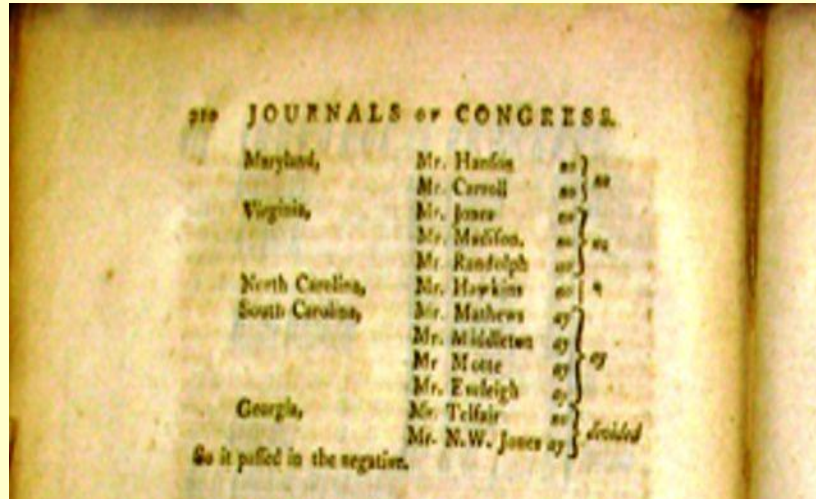 210 JOURNALS OF CONGRESS.
Maryland, Mr. Hanſon no } no
Mr. Carroll no
Virginia, Mr. Jones no } no
Mr. Madiſon, no
Mr. Randolph no
North Carolina, Mr. Hawkins no
South Carolina, Mr. Mathews ay } ay
Mr. Middleton ay
Mr Motte ay
Mr. Eveleigh ay
Georgia, Mr. Telfair no } divided
Mr. N.W. Jones ay
So it paſſed in the negative.